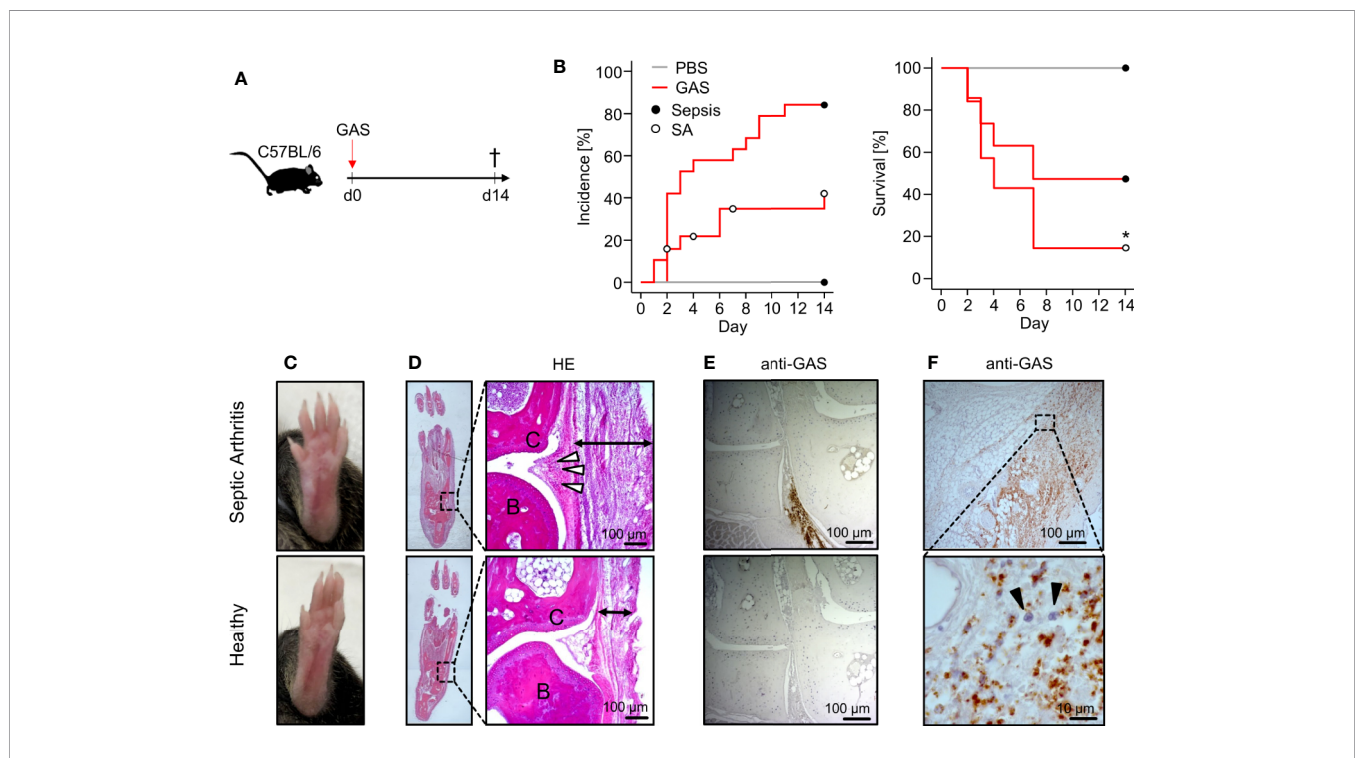 A
C57BL/6
GAS
†
d0
d14
B
PBS
GAS
Sepsis
SA
Incidence [%]
100
80
60
40
20
0
0 2 4 6 8 10 12 14
Day
Survival [%]
100
80
60
40
20
0
*
0 2 4 6 8 10 12 14
Day
C
D
HE
E
anti-GAS
F
anti-GAS
Septic Arthritis
C
B
100 µm
100 µm
100 µm
Healthy
C
B
100 µm
100 µm
10 µm